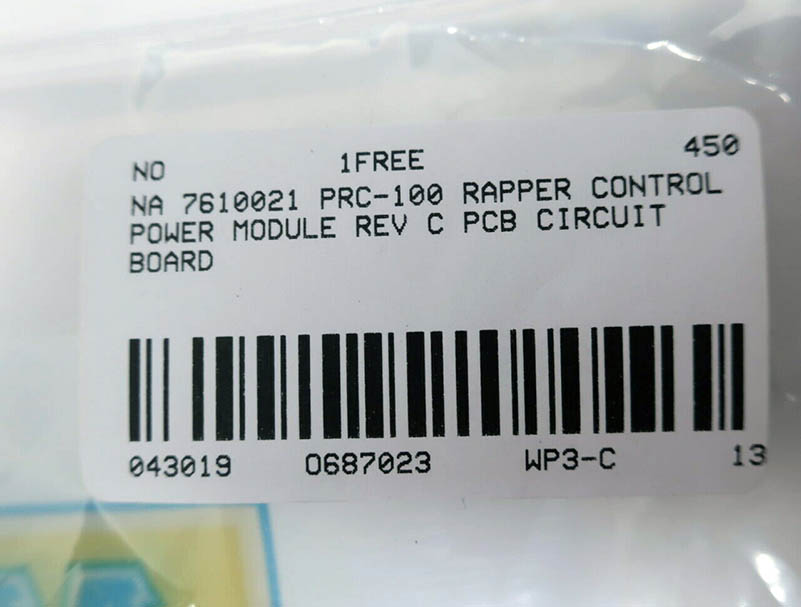 NO 1FREE 450
NA 7610021 PRC-100 RAPPER CONTROL
POWER MODULE REV C PCB CIRCUIT
BOARD
043019 0687023 WP3-C 13